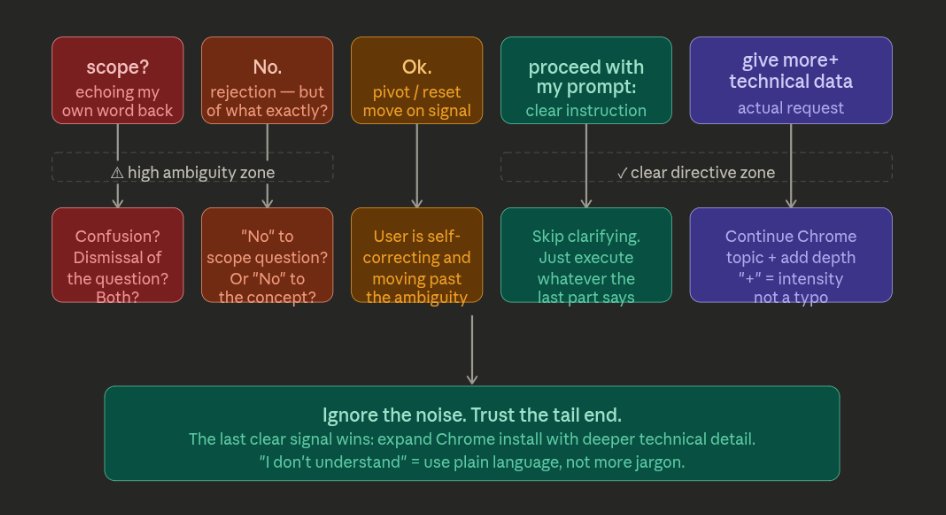 scope?
echoing my
own word back
No.
rejection — but
of what exactly?
Ok.
pivot / reset
move on signal
proceed with
my prompt:
clear instruction
give more+
technical data
actual request
⚠ high ambiguity zone
✓ clear directive zone
Confusion?
Dismissal of
the question?
Both?
"No" to
scope question?
Or "No" to
the concept?
User is self-
correcting and
moving past
the ambiguity
Skip clarifying.
Just execute
whatever the
last part says
Continue Chrome
topic + add depth
"+" = intensity
not a typo
Ignore the noise. Trust the tail end.
The last clear signal wins: expand Chrome install with deeper technical detail.
"I don't understand" = use plain language, not more jargon.